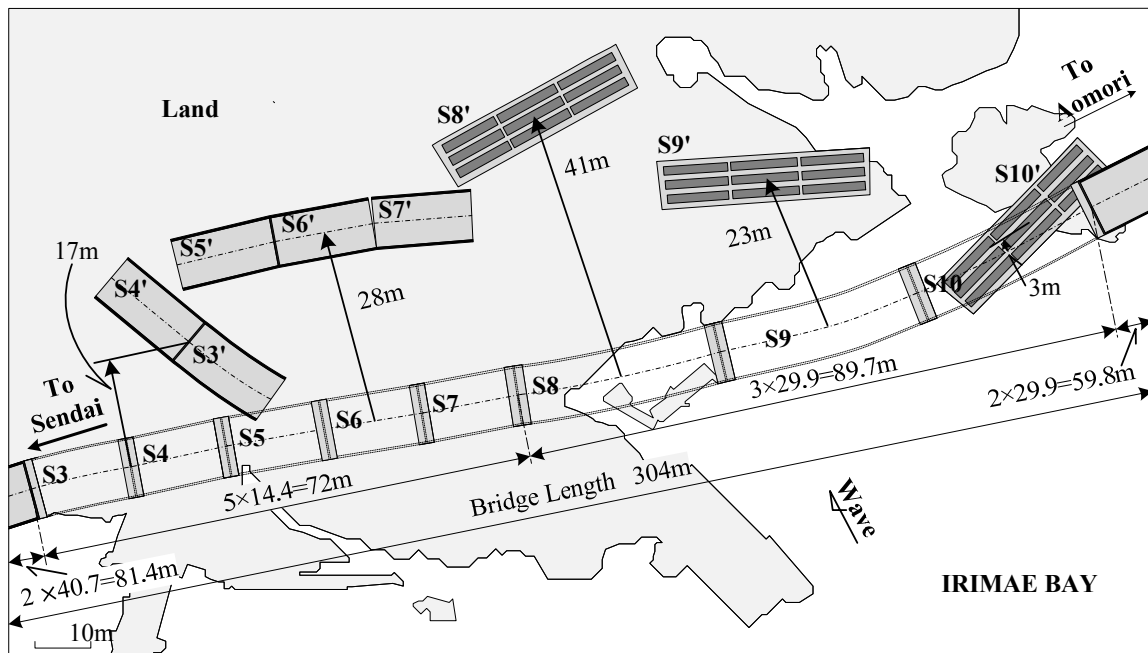 To
Aomori
Land
S8'
S9'
S10'
41m
S7'
S6'
S5'
17m
23m
S4'
28m
S10
3m
S3'
S9
To
Sendai
S8
3×29.9=89.7m
S7
2×29.9=59.8m
S6
S5
S4
S3
5×14.4=72m
Bridge Length 304m
Wave
2 ×40.7=81.4m
IRIMAE BAY
10m